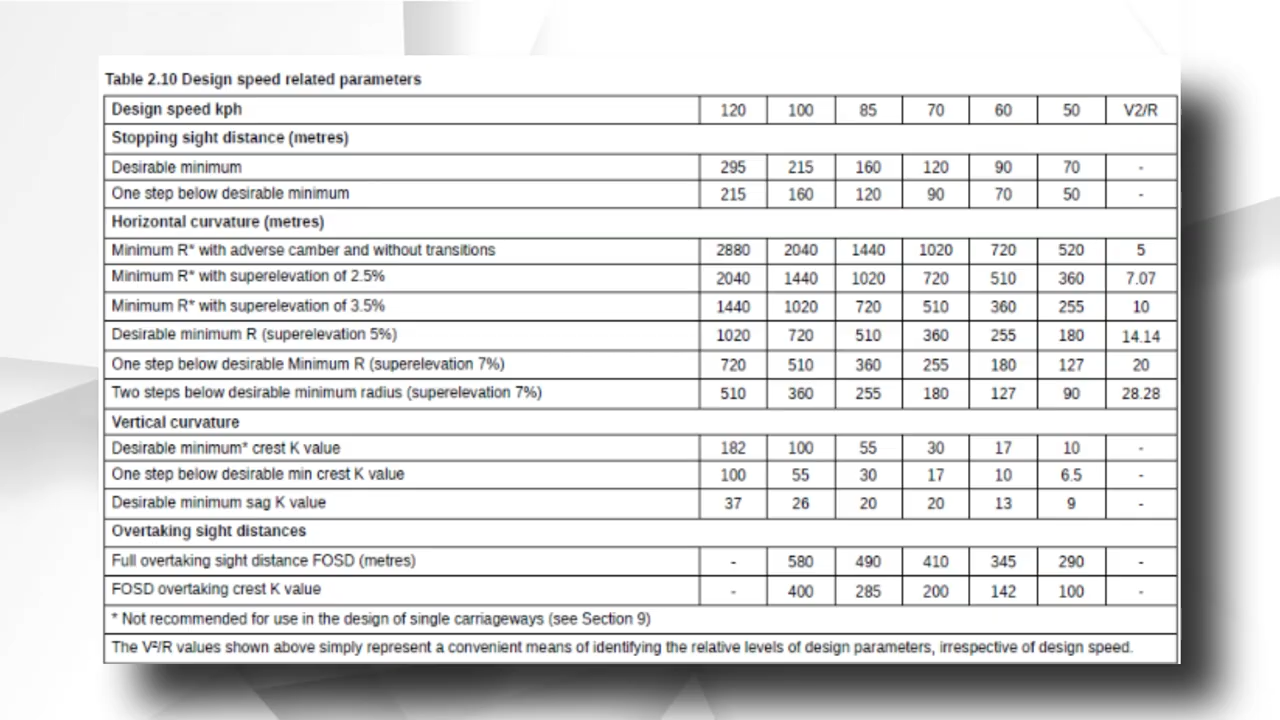 Table 2.10 Design speed related parameters
Design speed kph 120 100 85 70 60 50 V2/R
Stopping sight distance (metres)
Desirable minimum 295 215 160 120 90 70 -
One step below desirable minimum 215 160 120 90 70 50 -
Horizontal curvature (metres)
Minimum R* with adverse camber and without transitions 2880 2040 1440 1020 720 520 5
Minimum R* with superelevation of 2.5% 2040 1440 1020 720 510 360 7.07
Minimum R* with superelevation of 3.5% 1440 1020 720 510 360 255 10
Desirable minimum R (superelevation 5%) 1020 720 510 360 255 180 14.14
One step below desirable Minimum R (superelevation 7%) 720 510 360 255 180 127 20
Two steps below desirable minimum radius (superelevation 7%) 510 360 255 180 127 90 28.28
Vertical curvature
Desirable minimum* crest K value 182 100 55 30 17 10 -
One step below desirable min crest K value 100 55 30 17 10 6.5 -
Desirable minimum sag K value 37 26 20 20 13 9 -
Overtaking sight distances
Full overtaking sight distance FOSD (metres) - 580 490 410 345 290 -
FOSD overtaking crest K value - 400 285 200 142 100 -
* Not recommended for use in the design of single carriageways (see Section 9)
The V²/R values shown above simply represent a convenient means of identifying the relative levels of design parameters, irrespective of design speed.